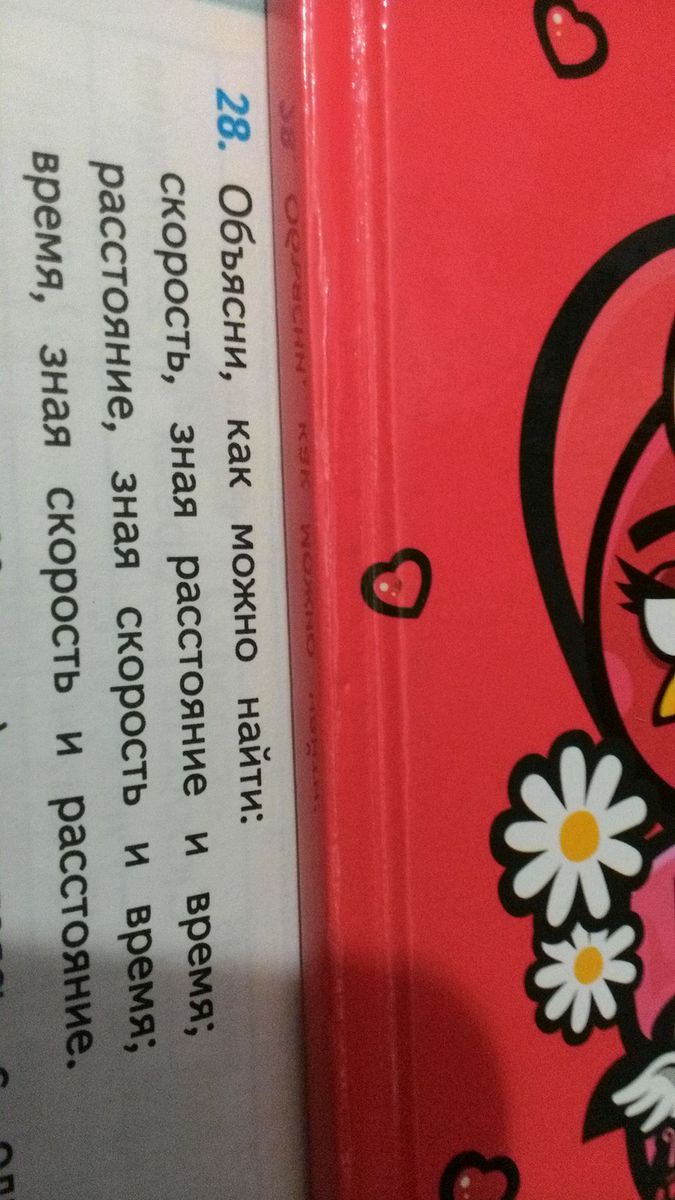 28. Объясни, как можно найти:
скорость, зная расстояние и время;
расстояние, зная скорость и время;
время, зная скорость и расстояние.